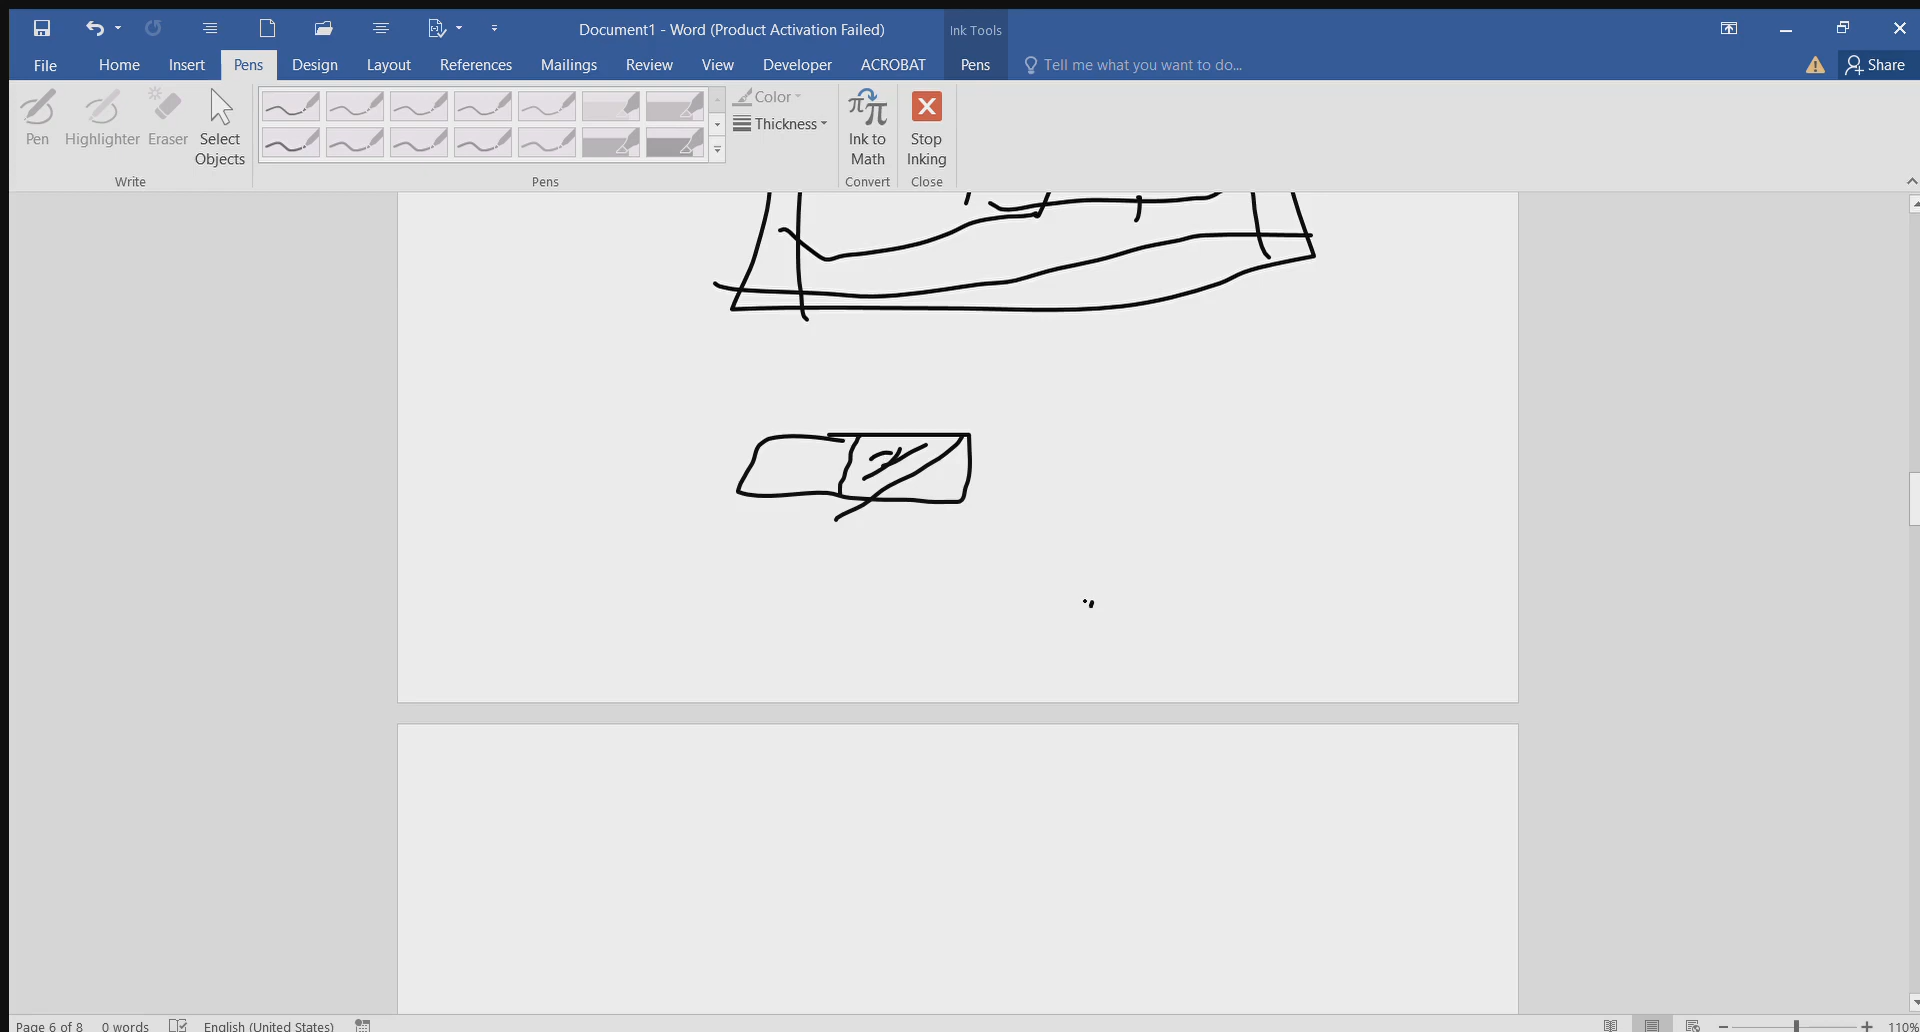 Document1 - Word (Product Activation Failed)
Ink Tools
File
Home
Insert
Pens
Design
Layout
References
Mailings
Review
View
Developer
ACROBAT
Pens
Tell me what you want to do...
Share
Pen
Highlighter
Eraser
Select
Objects
Write
Pens
Color
Thickness
ππ
Ink to
Math
Convert
Stop
Inking
Close
Page 6 of 8
0 words
English (United States)
110%